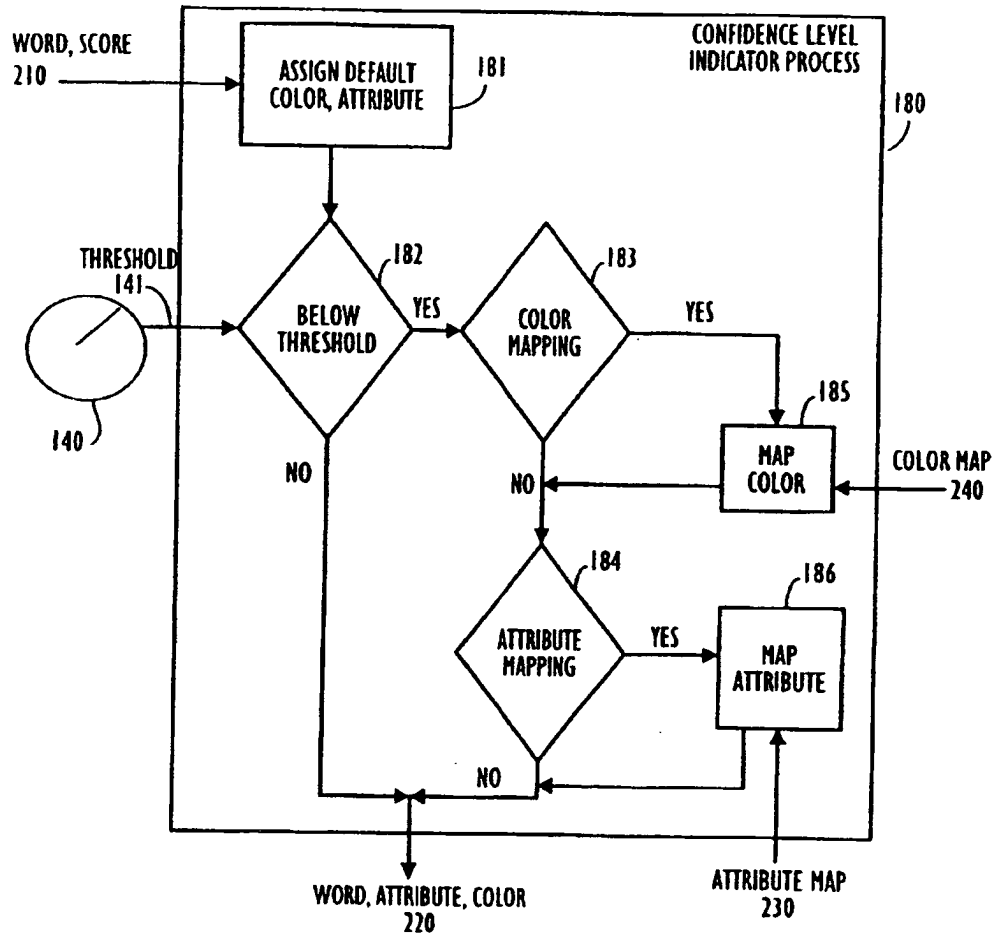 CONFIDENCE LEVEL
INDICATOR PROCESS
WORD, SCORE
210
ASSIGN DEFAULT
COLOR, ATTRIBUTE
181
180
THRESHOLD
141
182
BELOW
THRESHOLD
YES
183
COLOR
MAPPING
YES
140
NO
185
MAP
COLOR
COLOR MAP
240
NO
184
ATTRIBUTE
MAPPING
YES
186
MAP
ATTRIBUTE
NO
WORD, ATTRIBUTE, COLOR
220
ATTRIBUTE MAP
230